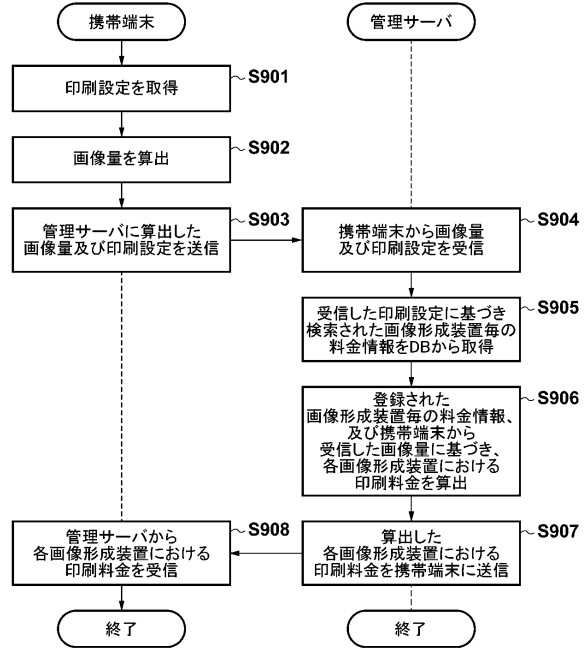 携帯端末
管理サーバ
印刷設定を取得
S901
画像量を算出
S902
管理サーバに算出した
画像量及び印刷設定を送信
S903
携帯端末から画像量
及び印刷設定を受信
S904
受信した印刷設定に基づき
検索された画像形成装置毎の
料金情報をDBから取得
S905
登録された
画像形成装置毎の料金情報、
及び携帯端末から
受信した画像量に基づき、
各画像形成装置における
印刷料金を算出
S906
管理サーバから
各画像形成装置における
印刷料金を受信
S908
算出した
各画像形成装置における
印刷料金を携帯端末に送信
S907
終了
終了